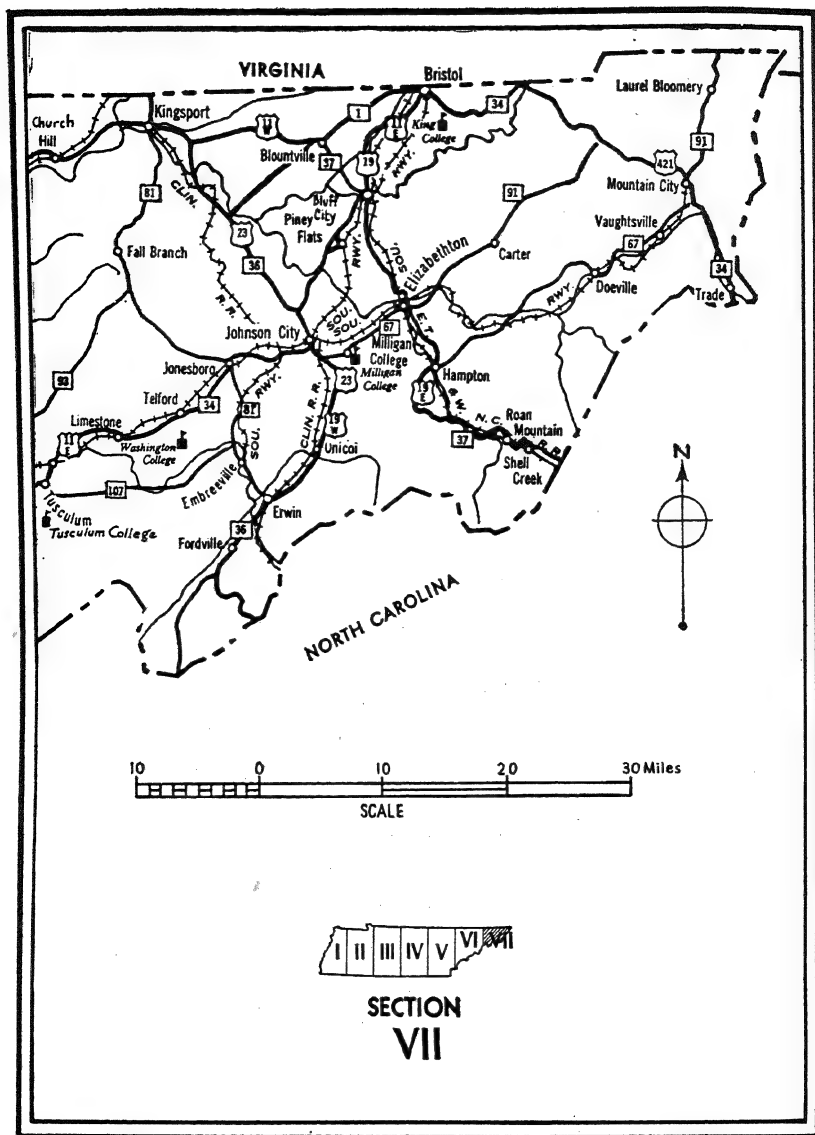 VIRGINIA
Bristol
Laurel Bloomery
Church
Hill
Kingsport
11
W
1
34
11
E
King
College
91
Blountville
37
19
RWY.
RWY.
421
Mountain City
81
CLIN.
91
Bluff
City
Piney
Flats
Vaughtsville
23
SOU.
Elizabethton
67
Fall Branch
36
Carter
34
Doeville
Trade
RWY.
R.R.
SOU.
SOU.
67
E.T.
Johnson City
Milligan
College
Milligan
College
Jonesboro
23
Hampton
93
RWY.
19
E
& W. N.C. R.R.
Telford
34
81
CLIN. R.R.
19
W
Roan
Mountain
Limestone
37
11
E
Washington
College
SOU.
Unicoi
Shell
Creek
N
Embreeville
107
Erwin
Tusculum
Tusculum College
36
Fordville
NORTH CAROLINA
10 0 10 20 30 Miles
SCALE
I II III IV V VI VII
SECTION
VII